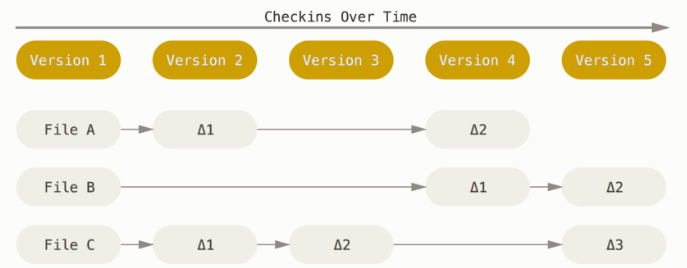 Checkins Over Time
Version 1 Version 2 Version 3 Version 4 Version 5
File A Δ1 Δ2
File B Δ1 Δ2
File C Δ1 Δ2 Δ3